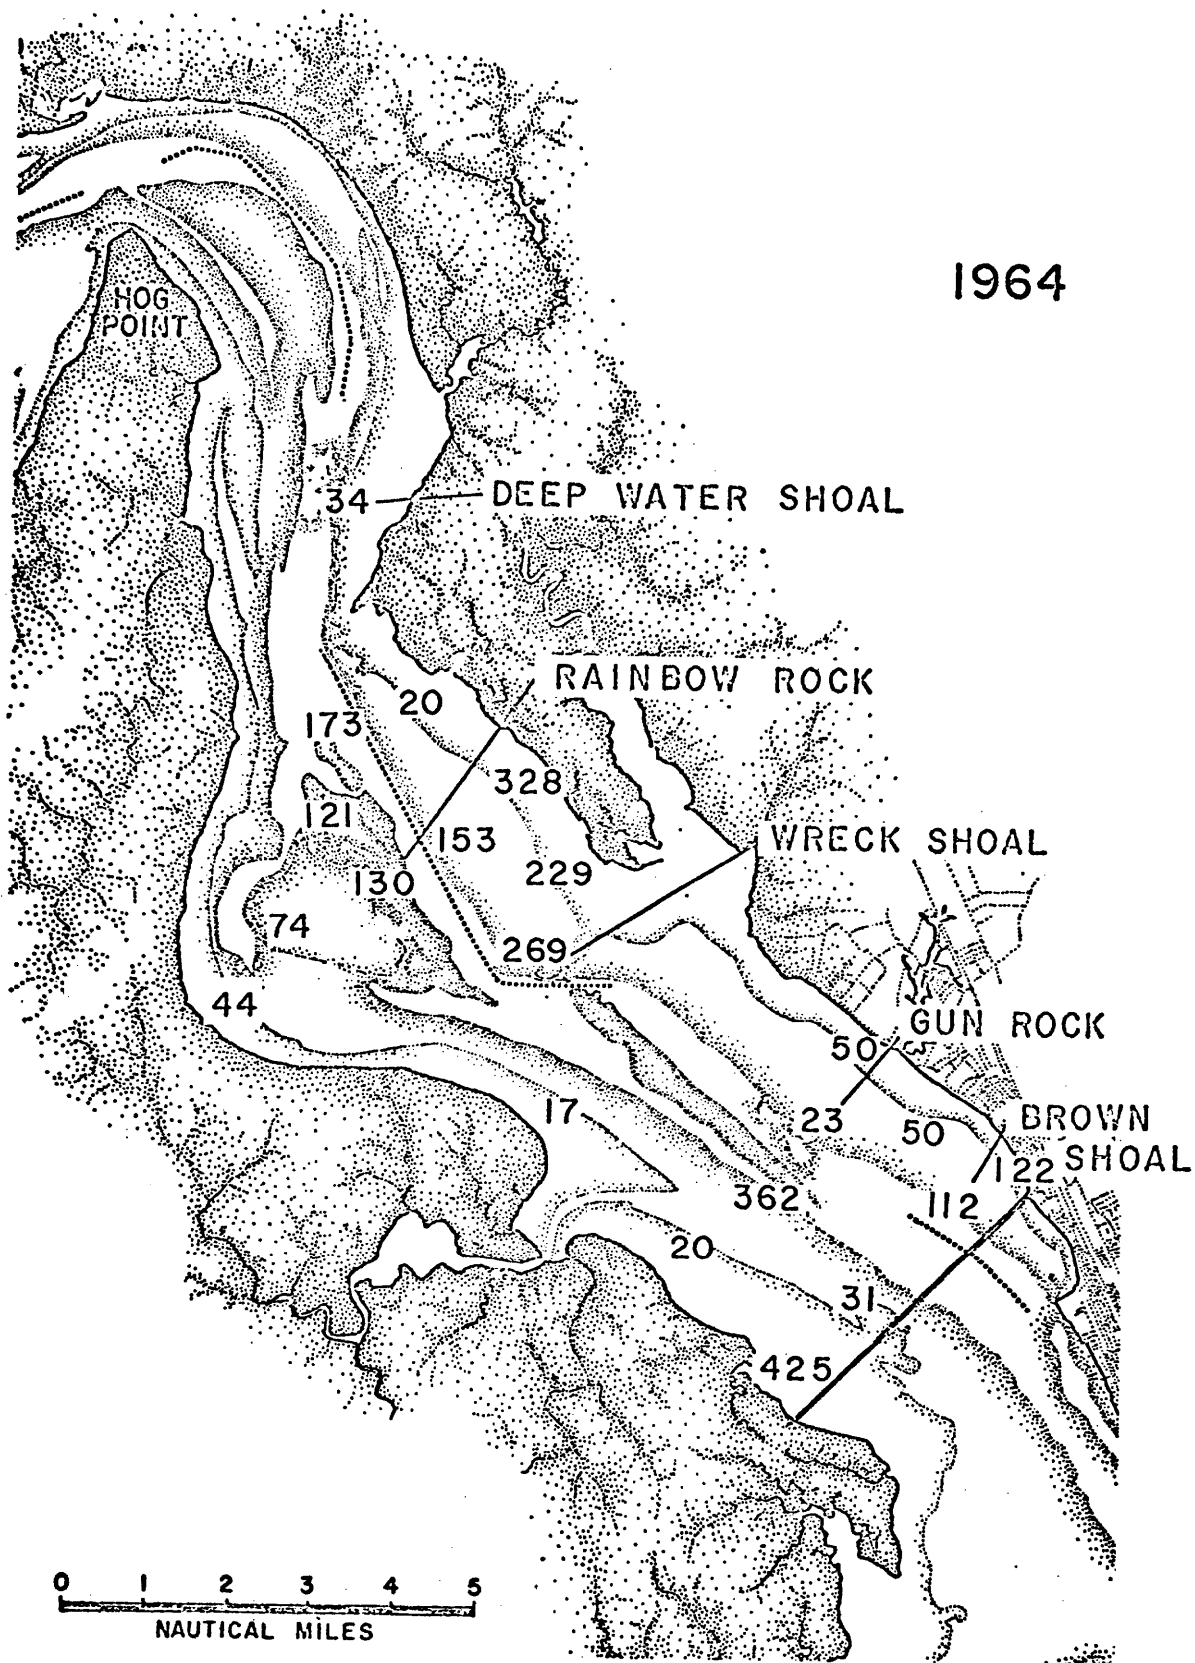 1964
HOG
POINT
34
DEEP WATER SHOAL
RAINBOW ROCK
20
173
328
121
153
WRECK SHOAL
130
229
74
269
44
GUN ROCK
50
17
23
50
BROWN
SHOAL
122
362
112
20
31
425
0 1 2 3 4 5
NAUTICAL MILES